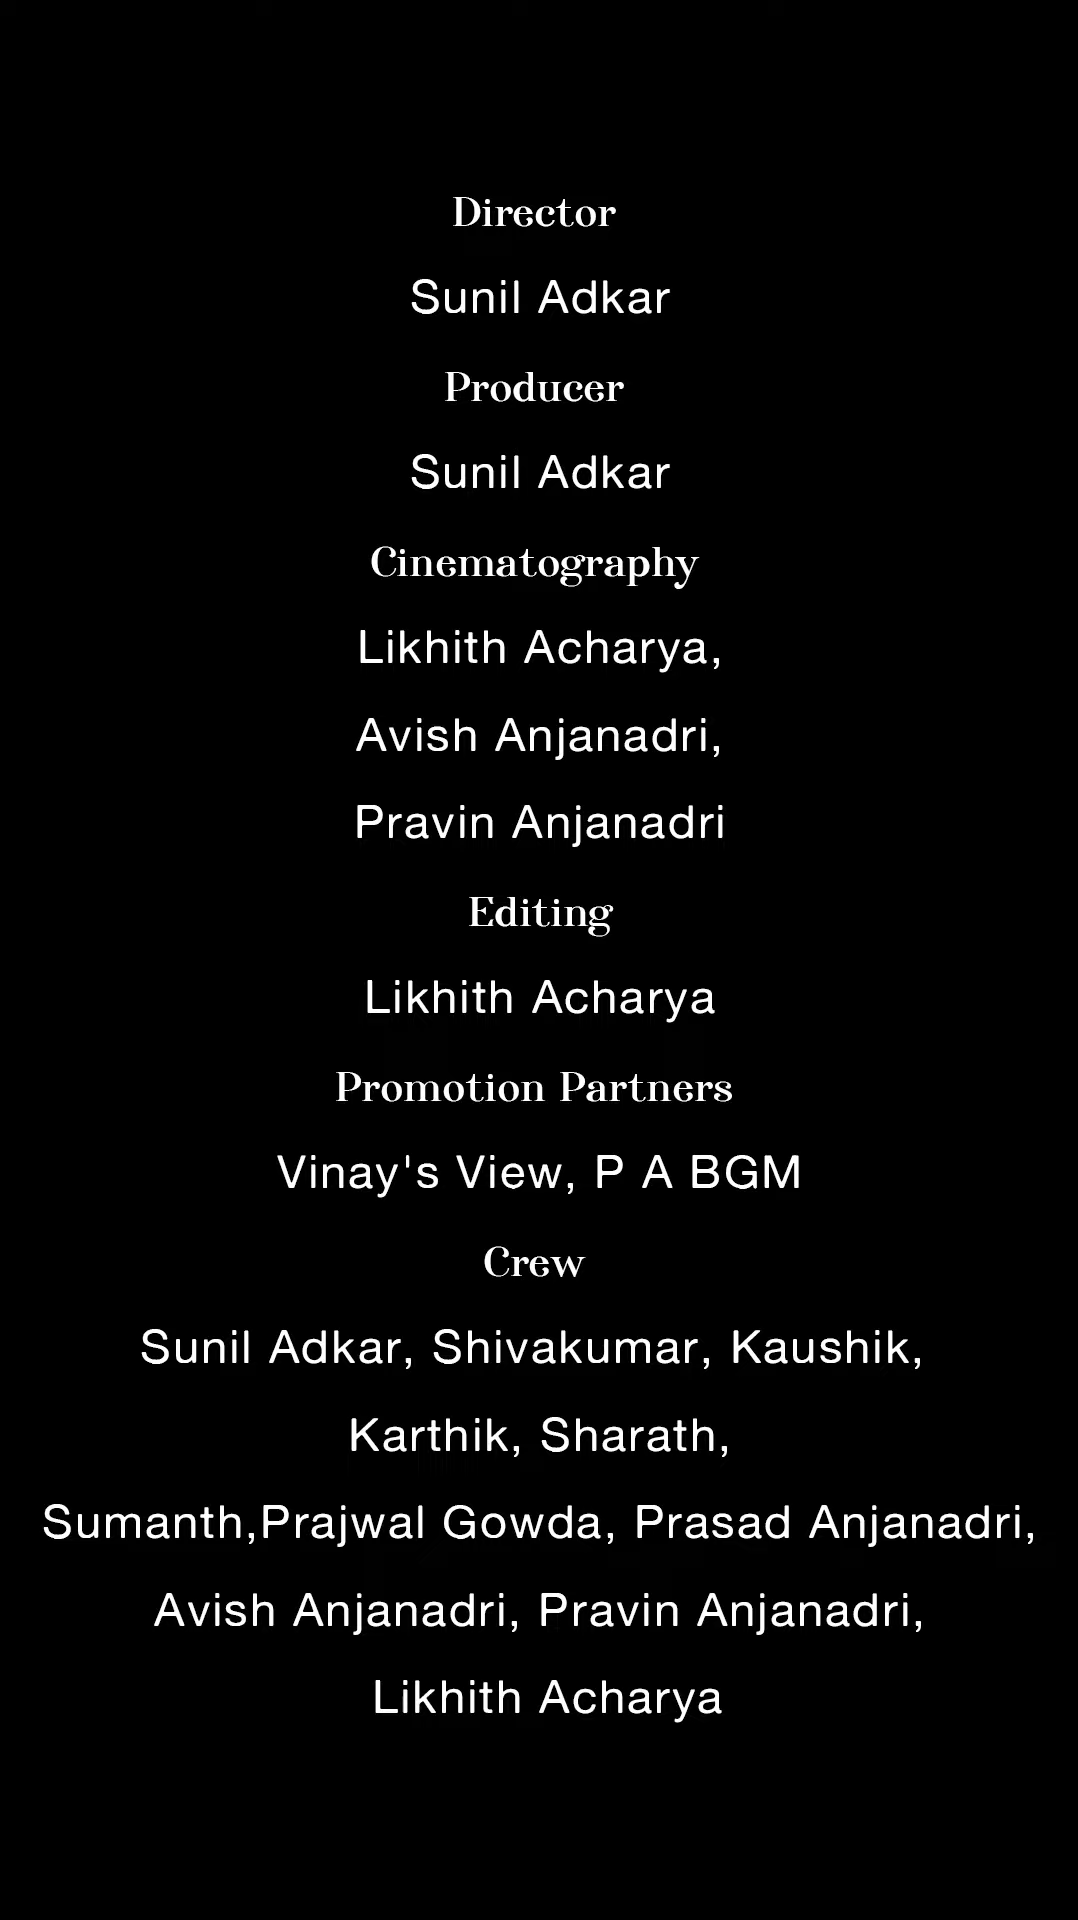 Director
Sunil Adkar
Producer
Sunil Adkar
Cinematography
Likhith Acharya,
Avish Anjanadri,
Pravin Anjanadri
Editing
Likhith Acharya
Promotion Partners
Vinay's View, P A BGM
Crew
Sunil Adkar, Shivakumar, Kaushik,
Karthik, Sharath,
Sumanth,Prajwal Gowda, Prasad Anjanadri,
Avish Anjanadri, Pravin Anjanadri,
Likhith Acharya